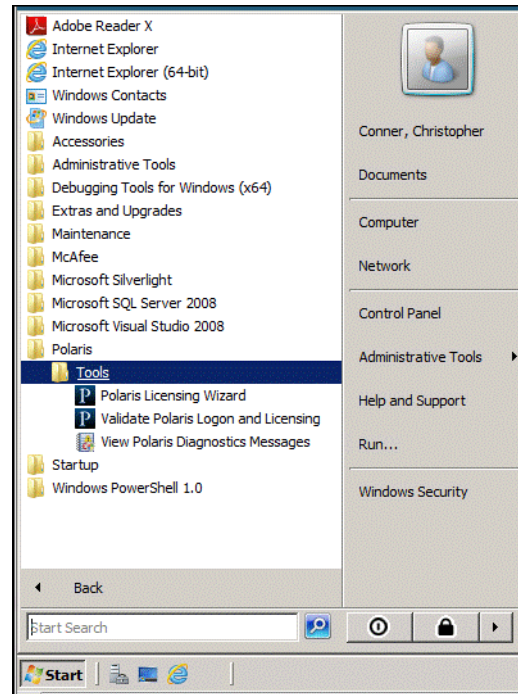 Adobe Reader X
Internet Explorer
Internet Explorer (64-bit)
Windows Contacts
Windows Update
Accessories
Administrative Tools
Debugging Tools for Windows (x64)
Extras and Upgrades
Maintenance
McAfee
Microsoft Silverlight
Microsoft SQL Server 2008
Microsoft Visual Studio 2008
Polaris
Tools
Polaris Licensing Wizard
Validate Polaris Logon and Licensing
View Polaris Diagnostics Messages
Startup
Windows PowerShell 1.0
Back
Start Search
Conner, Christopher
Documents
Computer
Network
Control Panel
Administrative Tools
Help and Support
Run...
Windows Security
Start